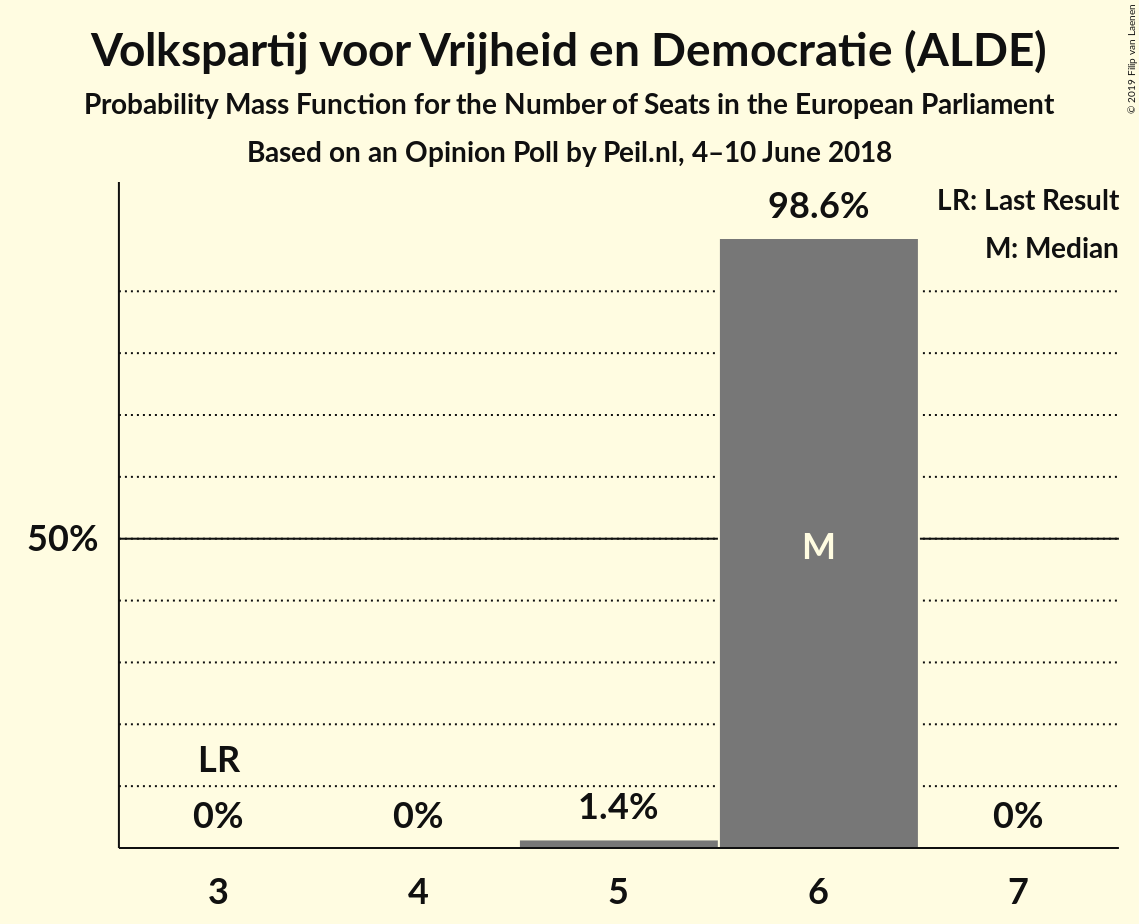 Volkspartij voor Vrijheid en Democratie (ALDE)
Probability Mass Function for the Number of Seats in the European Parliament
Based on an Opinion Poll by Peil.nl, 4–10 June 2018
© 2019 Filip van Laenen
LR: Last Result
M: Median
98.6%
50%
M
LR
0%
0%
1.4%
0%
3
4
5
6
7